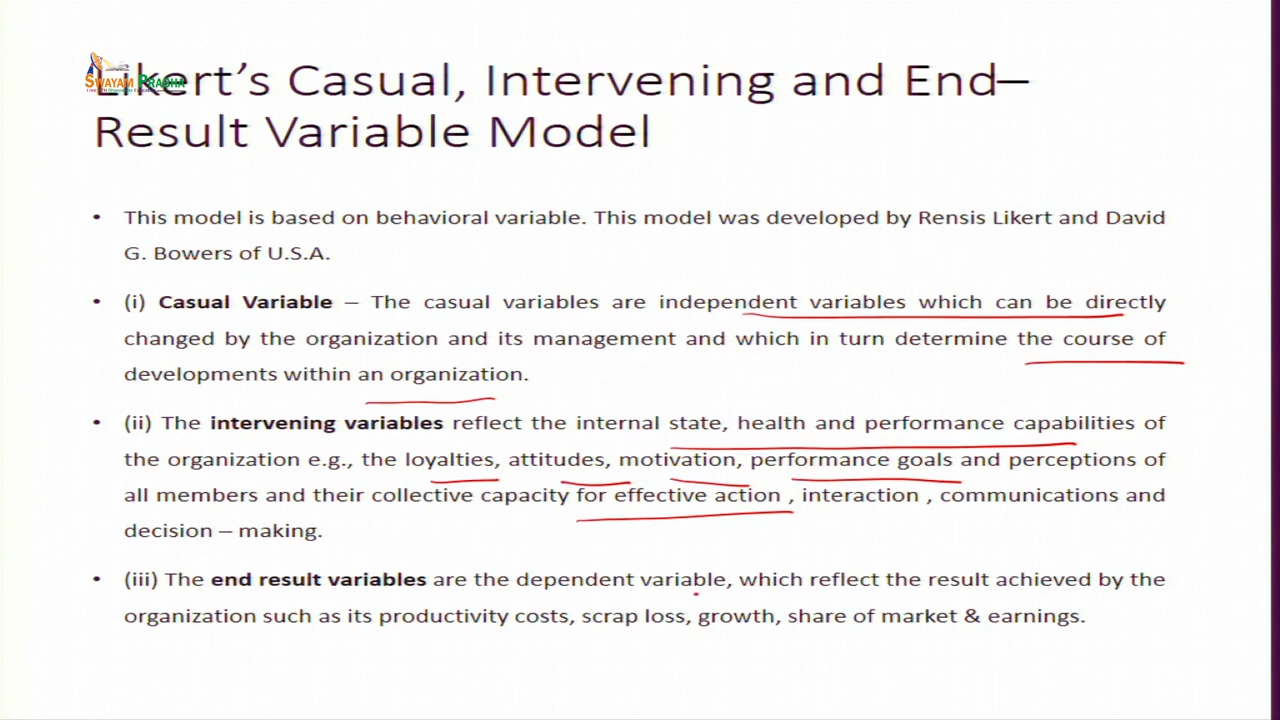 SWAYAM PRABHA
Likert's Casual, Intervening and End–
Result Variable Model
• This model is based on behavioral variable. This model was developed by Rensis Likert and David
G. Bowers of U.S.A.
• (i) Casual Variable – The casual variables are independent variables which can be directly
changed by the organization and its management and which in turn determine the course of
developments within an organization.
• (ii) The intervening variables reflect the internal state, health and performance capabilities of
the organization e.g., the loyalties, attitudes, motivation, performance goals and perceptions of
all members and their collective capacity for effective action , interaction , communications and
decision – making.
• (iii) The end result variables are the dependent variable, which reflect the result achieved by the
organization such as its productivity costs, scrap loss, growth, share of market & earnings.